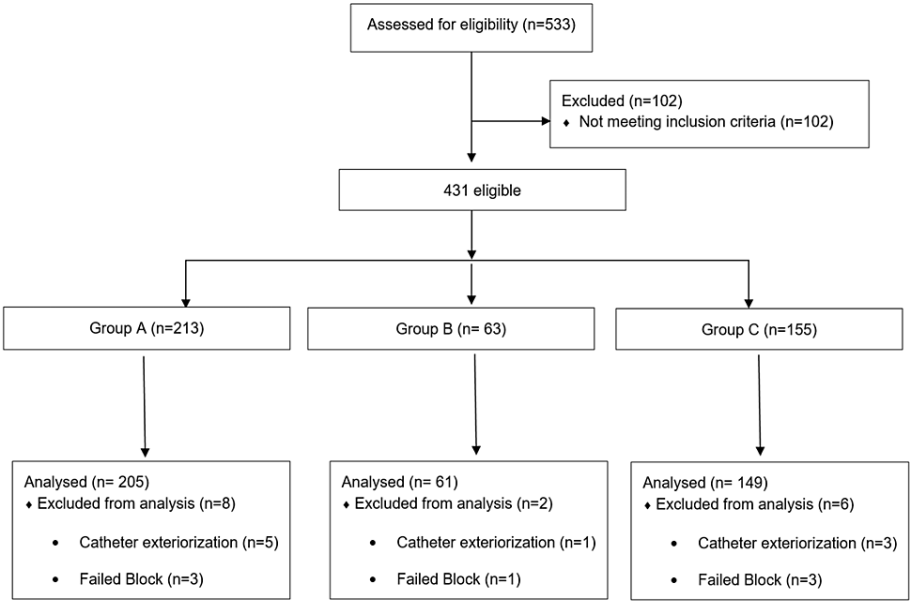 Assessed for eligibility (n=533)
Excluded (n=102)
♦ Not meeting inclusion criteria (n=102)
431 eligible
Group A (n=213)
Group B (n= 63)
Group C (n=155)
Analysed (n= 205)
♦ Excluded from analysis (n=8)
• Catheter exteriorization (n=5)
• Failed Block (n=3)
Analysed (n= 61)
♦ Excluded from analysis (n=2)
• Catheter exteriorization (n=1)
• Failed Block (n=1)
Analysed (n= 149)
♦ Excluded from analysis (n=6)
• Catheter exteriorization (n=3)
• Failed Block (n=3)